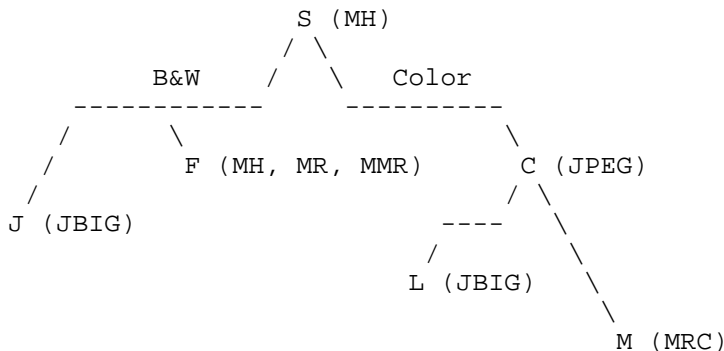 S (MH)
B&W Color
F (MH, MR, MMR) C (JPEG)
J (JBIG)
L (JBIG)
M (MRC)